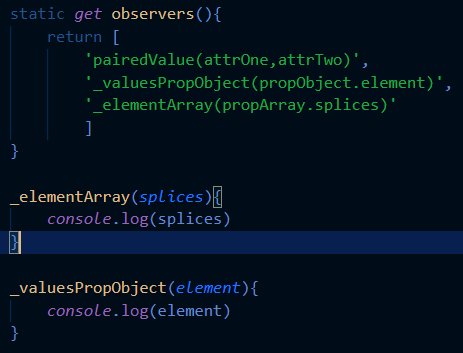 static get observers(){
    return [
        'pairedValue(attrOne,attrTwo)',
        '_valuesPropObject(propObject.element)',
        '_elementArray(propArray.splices)'
        ]
}

_elementArray(splices){
    console.log(splices)
}

_valuesPropObject(element){
    console.log(element)
}